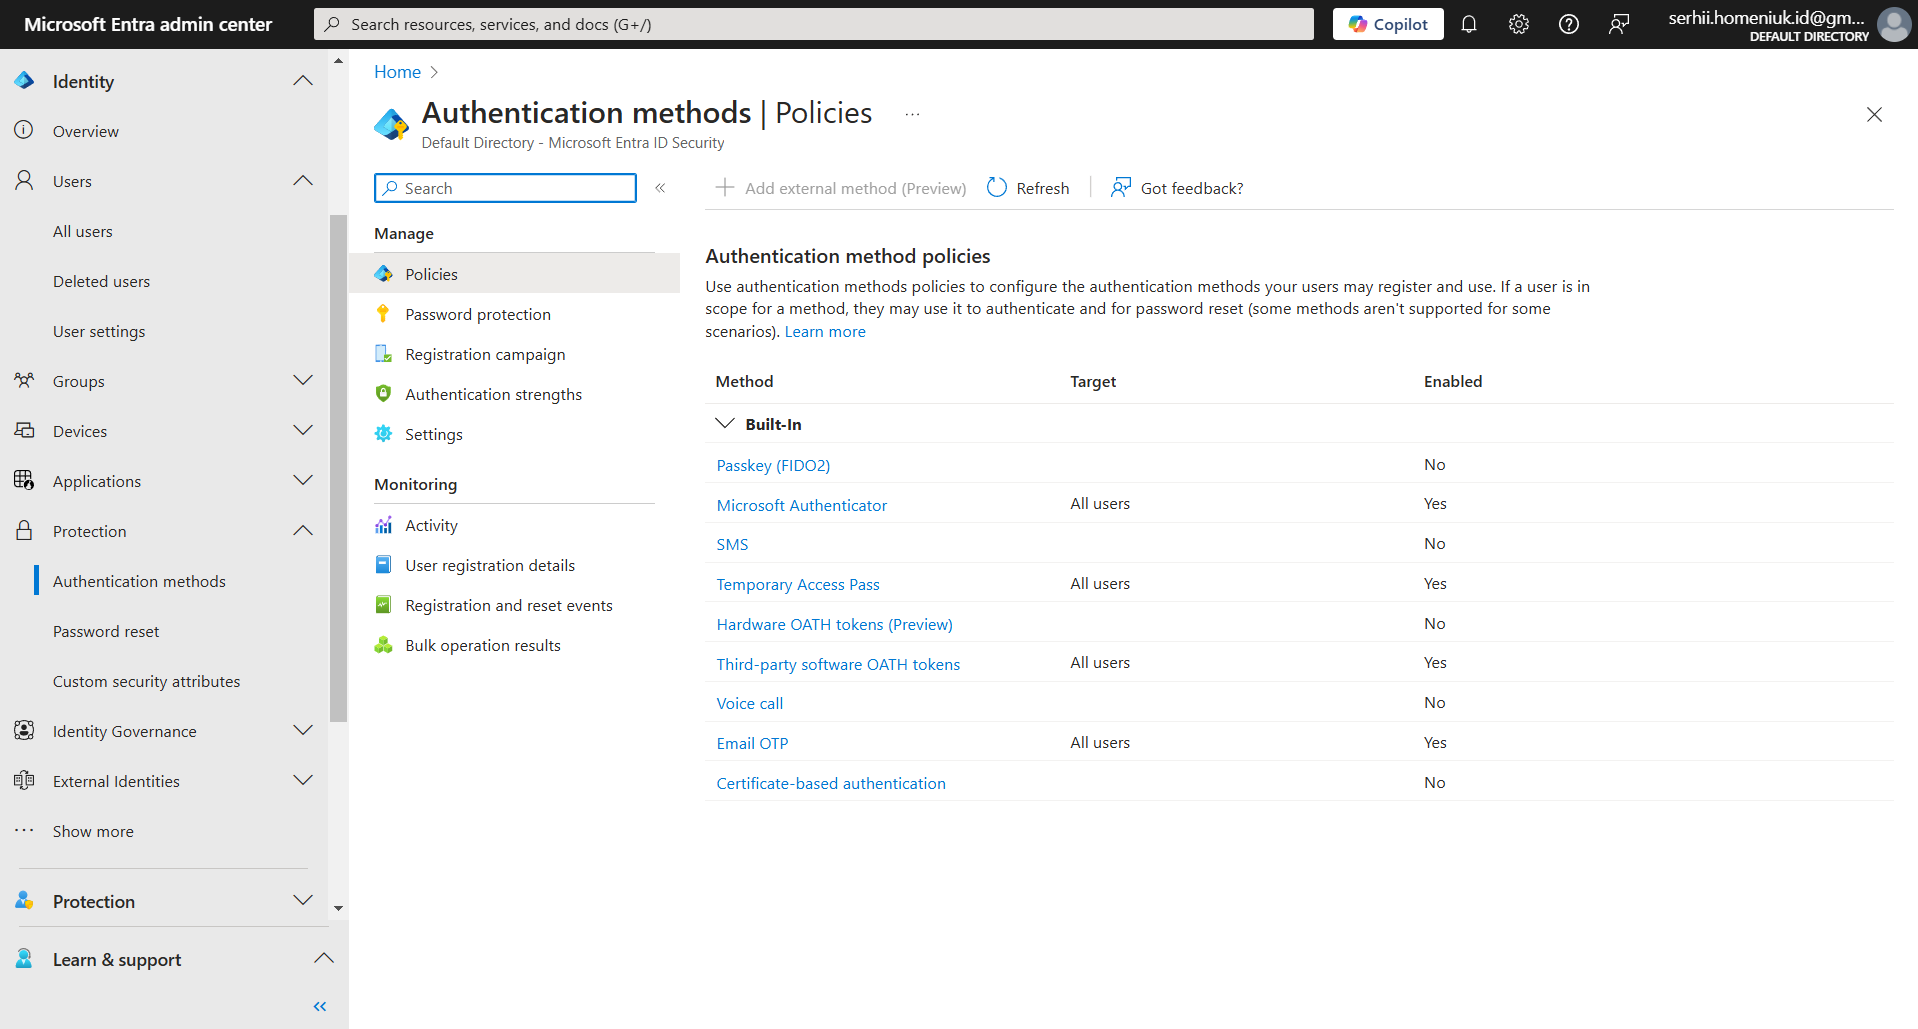 Microsoft Entra admin center
Search resources, services, and docs (G+/)
Copilot
serhii.homeniuk.id@gm...
DEFAULT DIRECTORY
Identity
Overview
Users
All users
Deleted users
User settings
Groups
Devices
Applications
Protection
Authentication methods
Password reset
Custom security attributes
Identity Governance
External Identities
Show more
Protection
Learn & support
Home
Authentication methods | Policies
Default Directory - Microsoft Entra ID Security
Search
Manage
Policies
Password protection
Registration campaign
Authentication strengths
Settings
Monitoring
Activity
User registration details
Registration and reset events
Bulk operation results
Add external method (Preview)
Refresh
Got feedback?
Authentication method policies
Use authentication methods policies to configure the authentication methods your users may register and use. If a user is in
scope for a method, they may use it to authenticate and for password reset (some methods aren't supported for some
scenarios). Learn more
Method Target Enabled
Built-In
Passkey (FIDO2) No
Microsoft Authenticator All users Yes
SMS No
Temporary Access Pass All users Yes
Hardware OATH tokens (Preview) No
Third-party software OATH tokens All users Yes
Voice call No
Email OTP All users Yes
Certificate-based authentication No